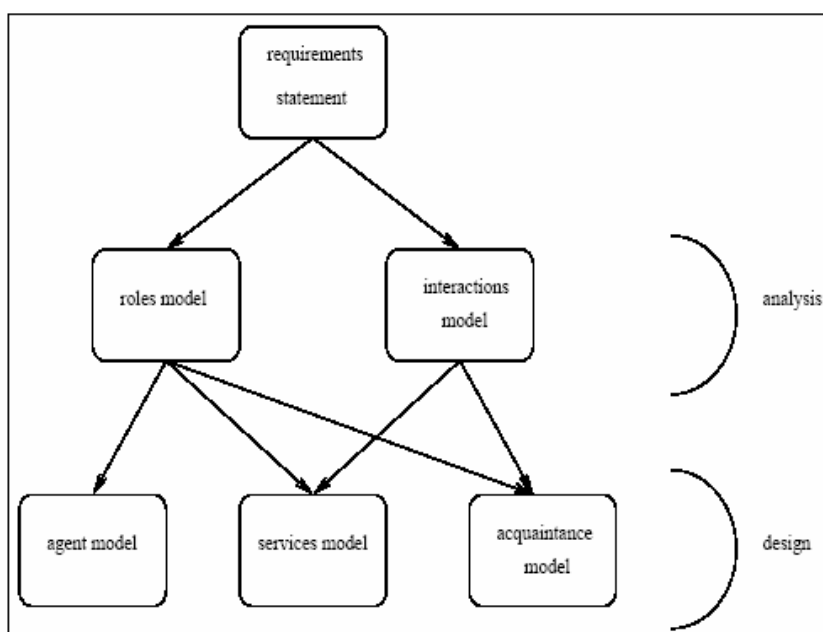 requirements
statement
roles model
interactions
model
analysis
agent model
services model
acquaintance
model
design